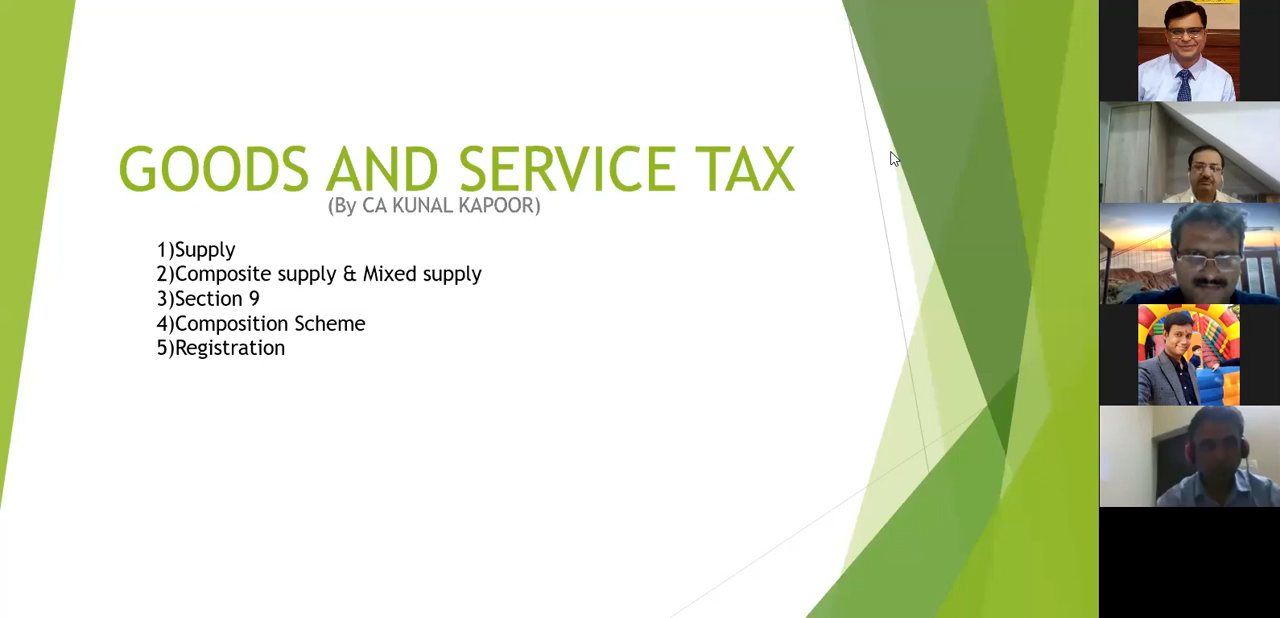 GOODS AND SERVICE TAX
(By CA KUNAL KAPOOR)
1)Supply
2)Composite supply & Mixed supply
3)Section 9
4)Composition Scheme
5)Registration